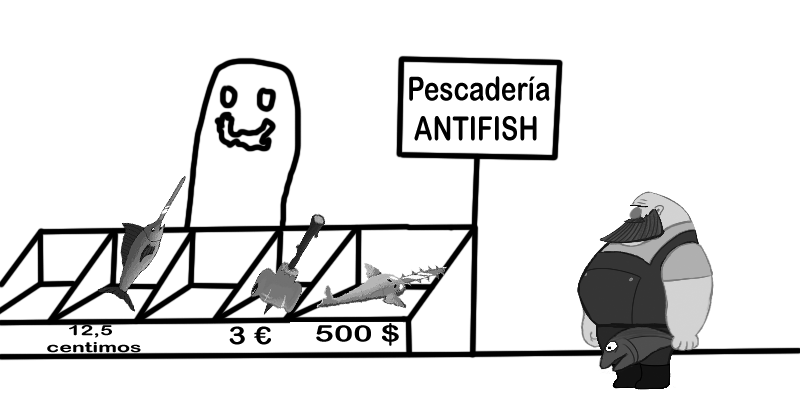 Pescadería
ANTIFISH
12,5
centimos
3 €
500 $